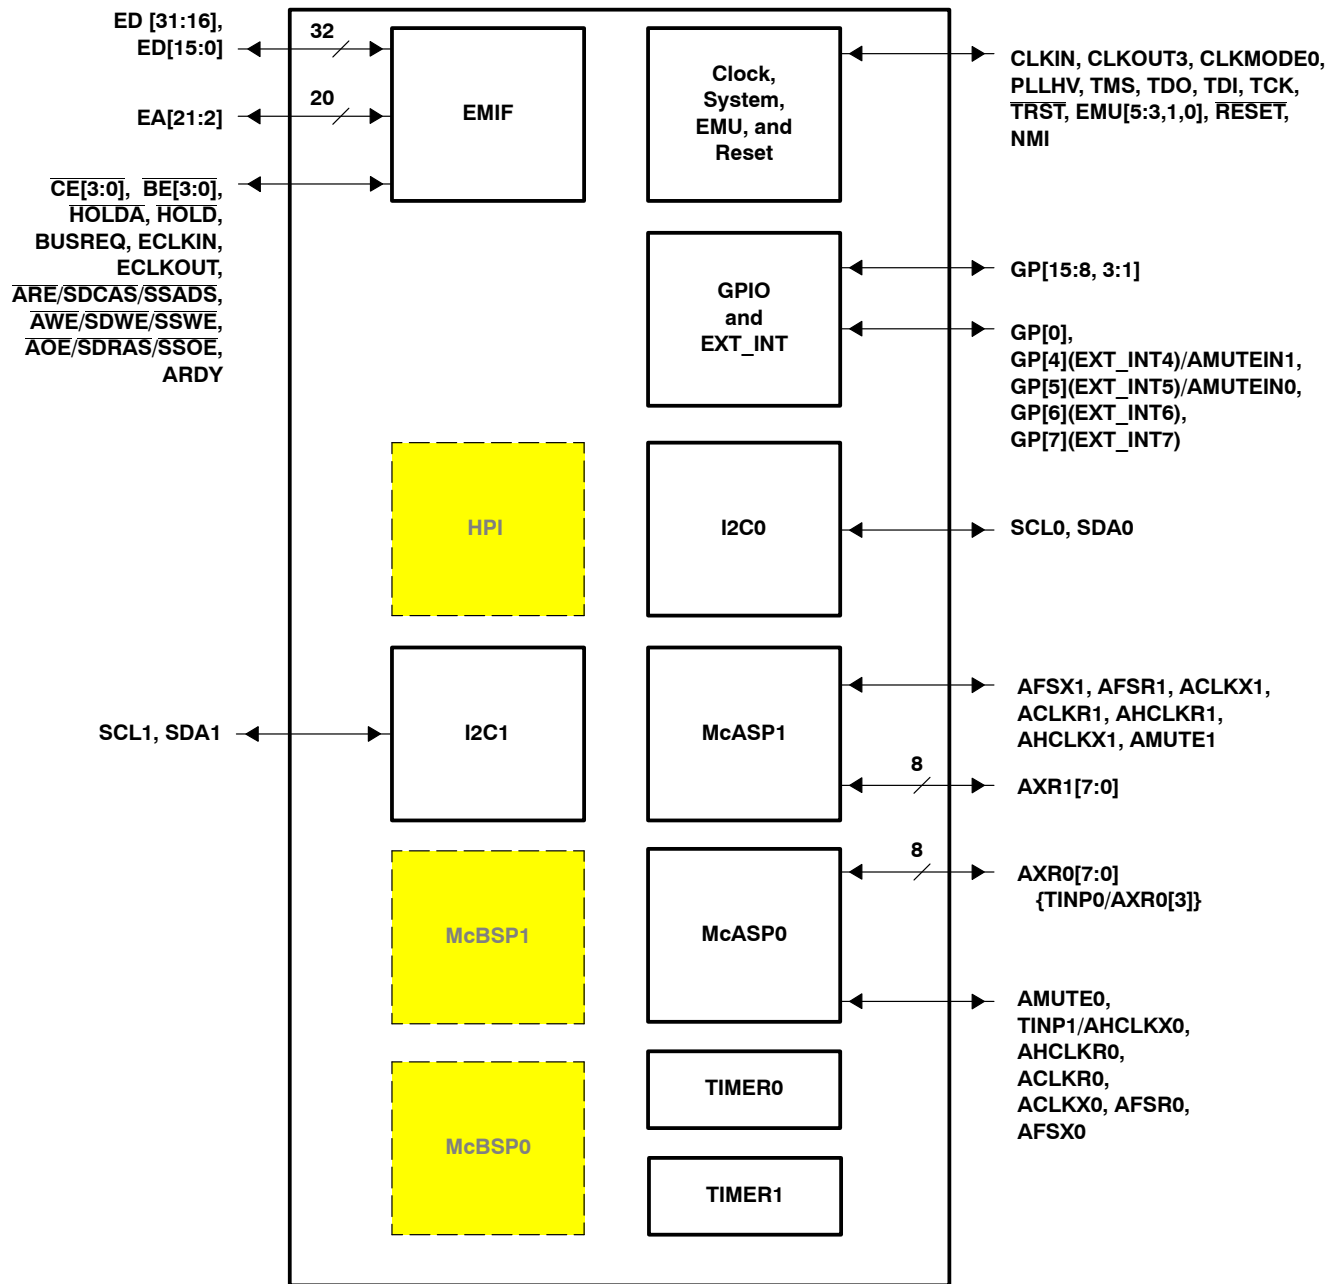 ED [31:16],
ED[15:0]
32
EA[21:2]
20
CE[3:0], BE[3:0],
HOLDA, HOLD,
BUSREQ, ECLKIN,
ECLKOUT,
ARE/SDCAS/SSADS,
AWE/SDWE/SSWE,
AOE/SDRAS/SSOE,
ARDY
EMIF
Clock,
System,
EMU, and
Reset
CLKIN, CLKOUT3, CLKMODE0,
PLLHV, TMS, TDO, TDI, TCK,
TRST, EMU[5:3,1,0], RESET,
NMI
GPIO
and
EXT_INT
GP[15:8, 3:1]
GP[0],
GP[4](EXT_INT4)/AMUTEIN1,
GP[5](EXT_INT5)/AMUTEIN0,
GP[6](EXT_INT6),
GP[7](EXT_INT7)
HPI
I2C0
SCL0, SDA0
SCL1, SDA1
I2C1
McASP1
AFSX1, AFSR1, ACLKX1,
ACLKR1, AHCLKR1,
AHCLKX1, AMUTE1
8
AXR1[7:0]
McBSP1
McASP0
8
AXR0[7:0]
{TINP0/AXR0[3]}
AMUTE0,
TINP1/AHCLKX0,
AHCLKR0,
ACLKR0,
ACLKX0, AFSR0,
AFSX0
McBSP0
TIMER0
TIMER1